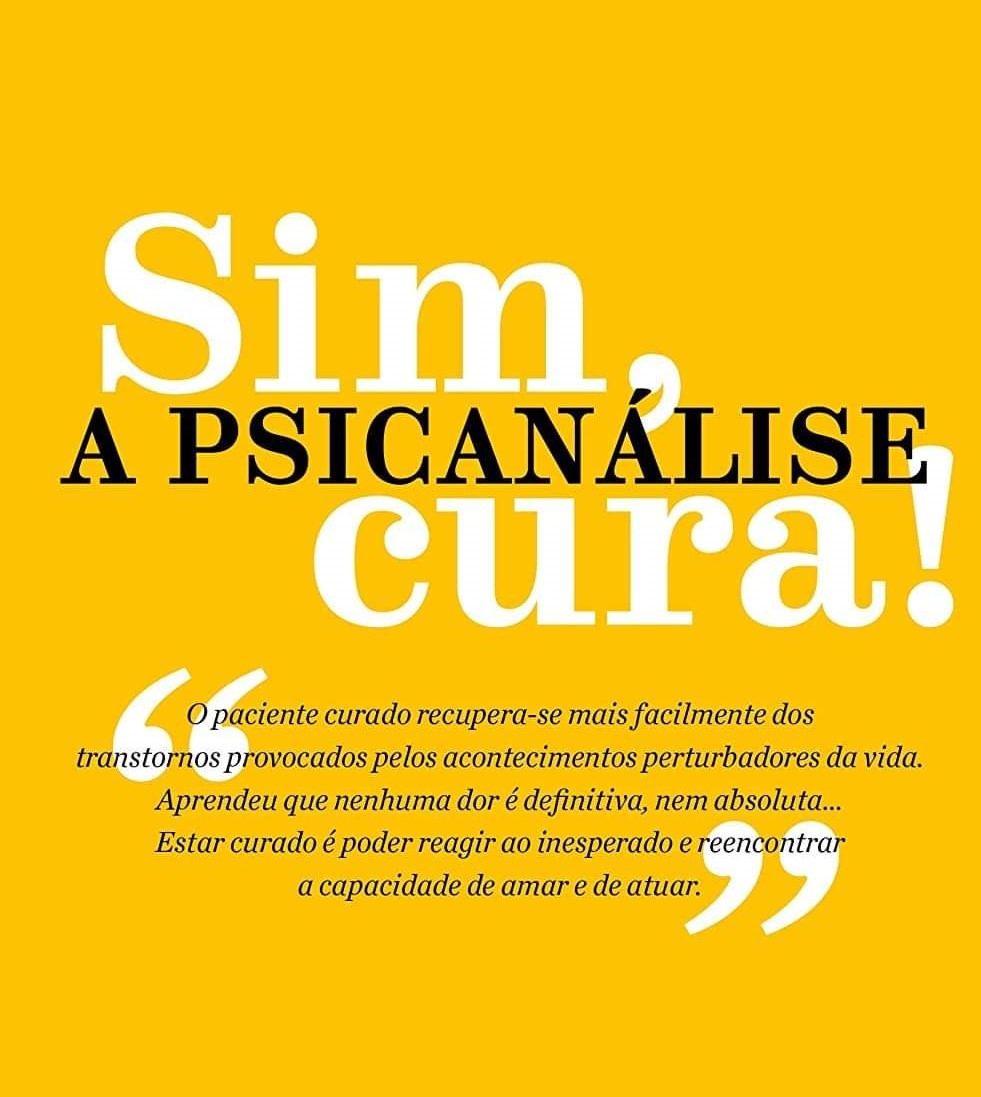 Sim,
A PSICANÁLISE
cura!
“O paciente curado recupera-se mais facilmente dos
transtornos provocados pelos acontecimentos perturbadores da vida.
Aprendeu que nenhuma dor é definitiva, nem absoluta...
Estar curado é poder reagir ao inesperado e reencontrar
a capacidade de amar e de atuar.”